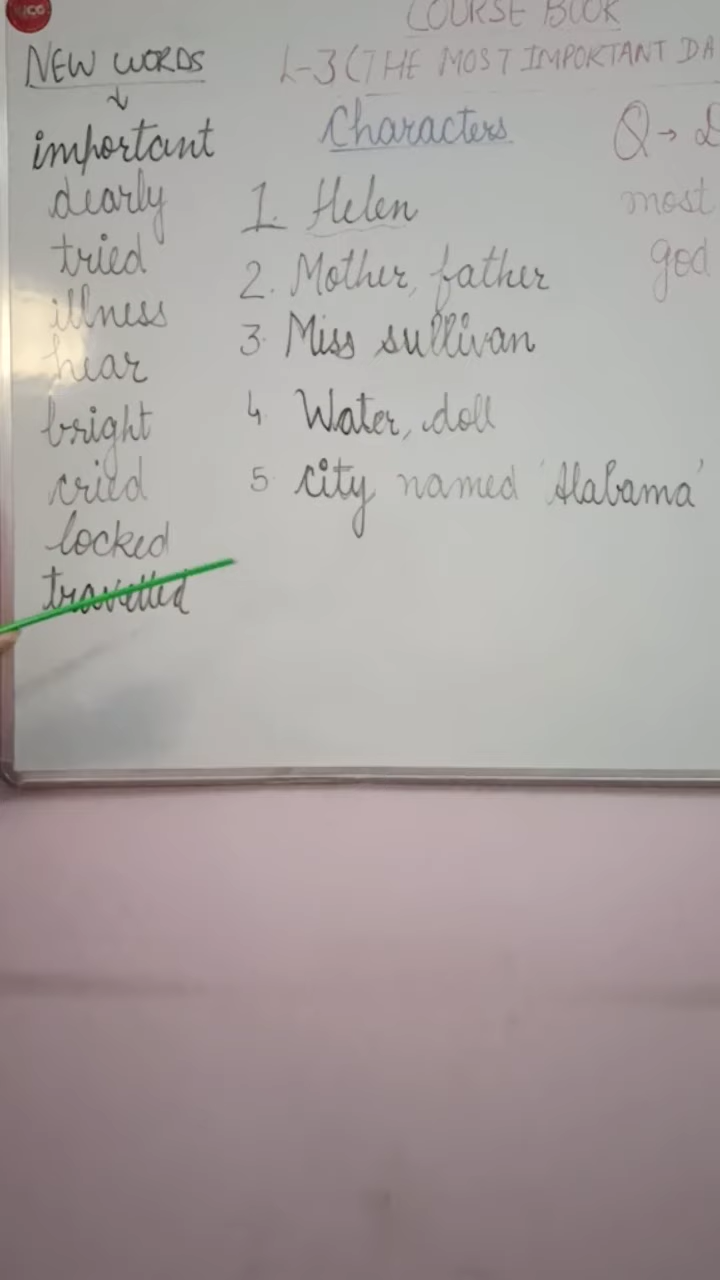 COURSE BOOK
NEW WORDS
L-3 (THE MOST IMPORTANT DA
important
dearly
tried
illness
hear
bright
cried
locked
travelled
Characters
1. Helen
2. Mother, father
3. Miss sullivan
4. Water, doll
5. city named 'Alabama'
Q →
most
god